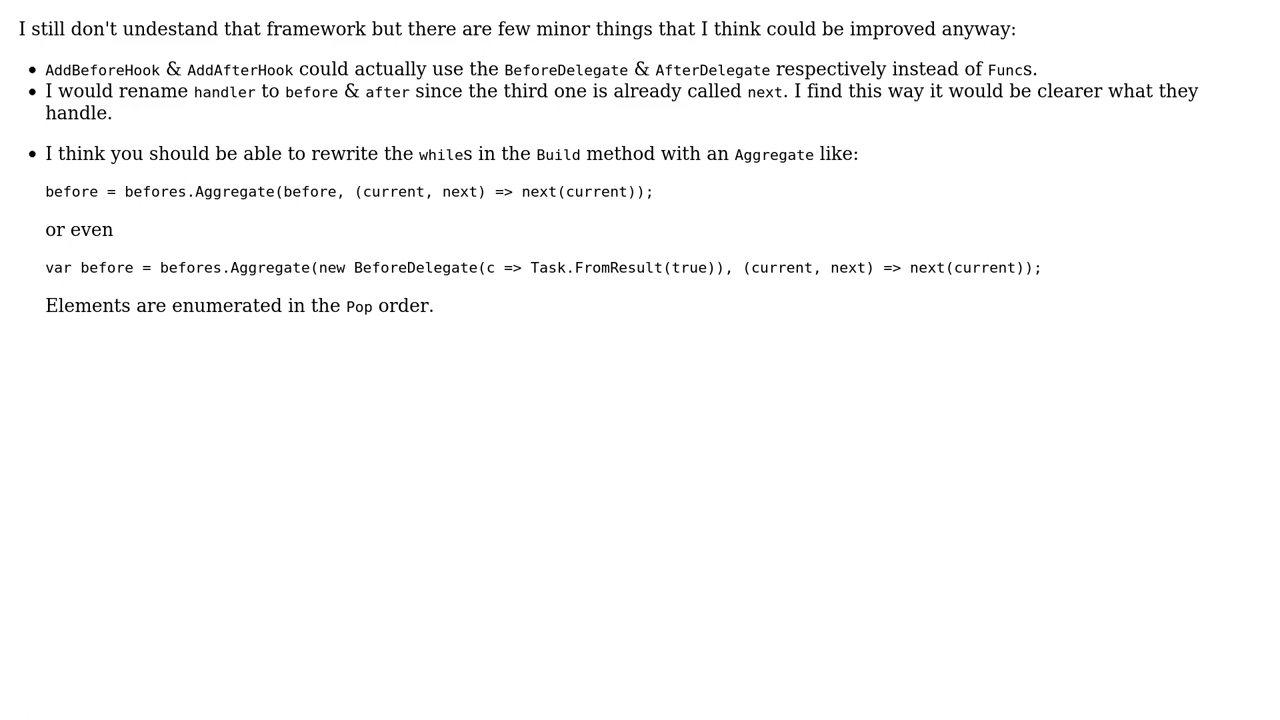 I still don't undestand that framework but there are few minor things that I think could be improved anyway:
AddBeforeHook & AddAfterHook could actually use the BeforeDelegate & AfterDelegate respectively instead of Funcs.
I would rename handler to before & after since the third one is already called next. I find this way it would be clearer what they
handle.
I think you should be able to rewrite the whiles in the Build method with an Aggregate like:
before = befores.Aggregate(before, (current, next) => next(current));
or even
var before = befores.Aggregate(new BeforeDelegate(c => Task.FromResult(true)), (current, next) => next(current));
Elements are enumerated in the Pop order.